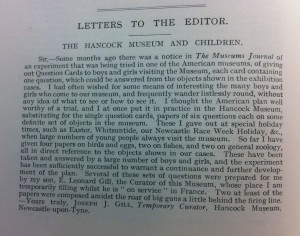 LETTERS TO THE EDITOR.
THE HANCOCK MUSEUM AND CHILDREN.
Sir,—Some months ago there was a notice in The Museums Journal of
an experiment that was being tried in one of the American museums, of giving
out Question Cards to boys and girls visiting the Museum, each card containing
one question, which could be answered from the objects shown in the exhibition
cases. I had often wished for some means of interesting the many boys and
girls who come to our museum, and frequently wander listlessly round, without
any idea of what to see or how to see it. I thought the American plan well
worthy of a trial, and I at once put it in practice in the Hancock Museum,
substituting for the single question cards, papers of six questions each on some
definite set of objects in the museum. These I gave out at special holiday
times, such as Easter, Whitsuntide, our Newcastle Race Week Holiday, &c.,
when large numbers of young people always visit the museum. So far I have
given four papers on birds and eggs, two on fishes, and two on general zoology,
all in direct reference to the objects shown in our cases. These have been
taken and answered by a large number of boys and girls, and the experiment
has been sufficiently successful to warrant a continuance and further development
of the plan. Several of these sets of questions were prepared for me
by my son, E. Leonard Gill, the Curator of this Museum, whose place I am
temporarily filling whilst he is "on service" in France. Two at least of the
papers were composed amidst the roar of big guns a little behind the firing line.
—Yours truly, Joseph J. Gill, Temporary Curator, Hancock Museum,
Newcastle-upon-Tyne.